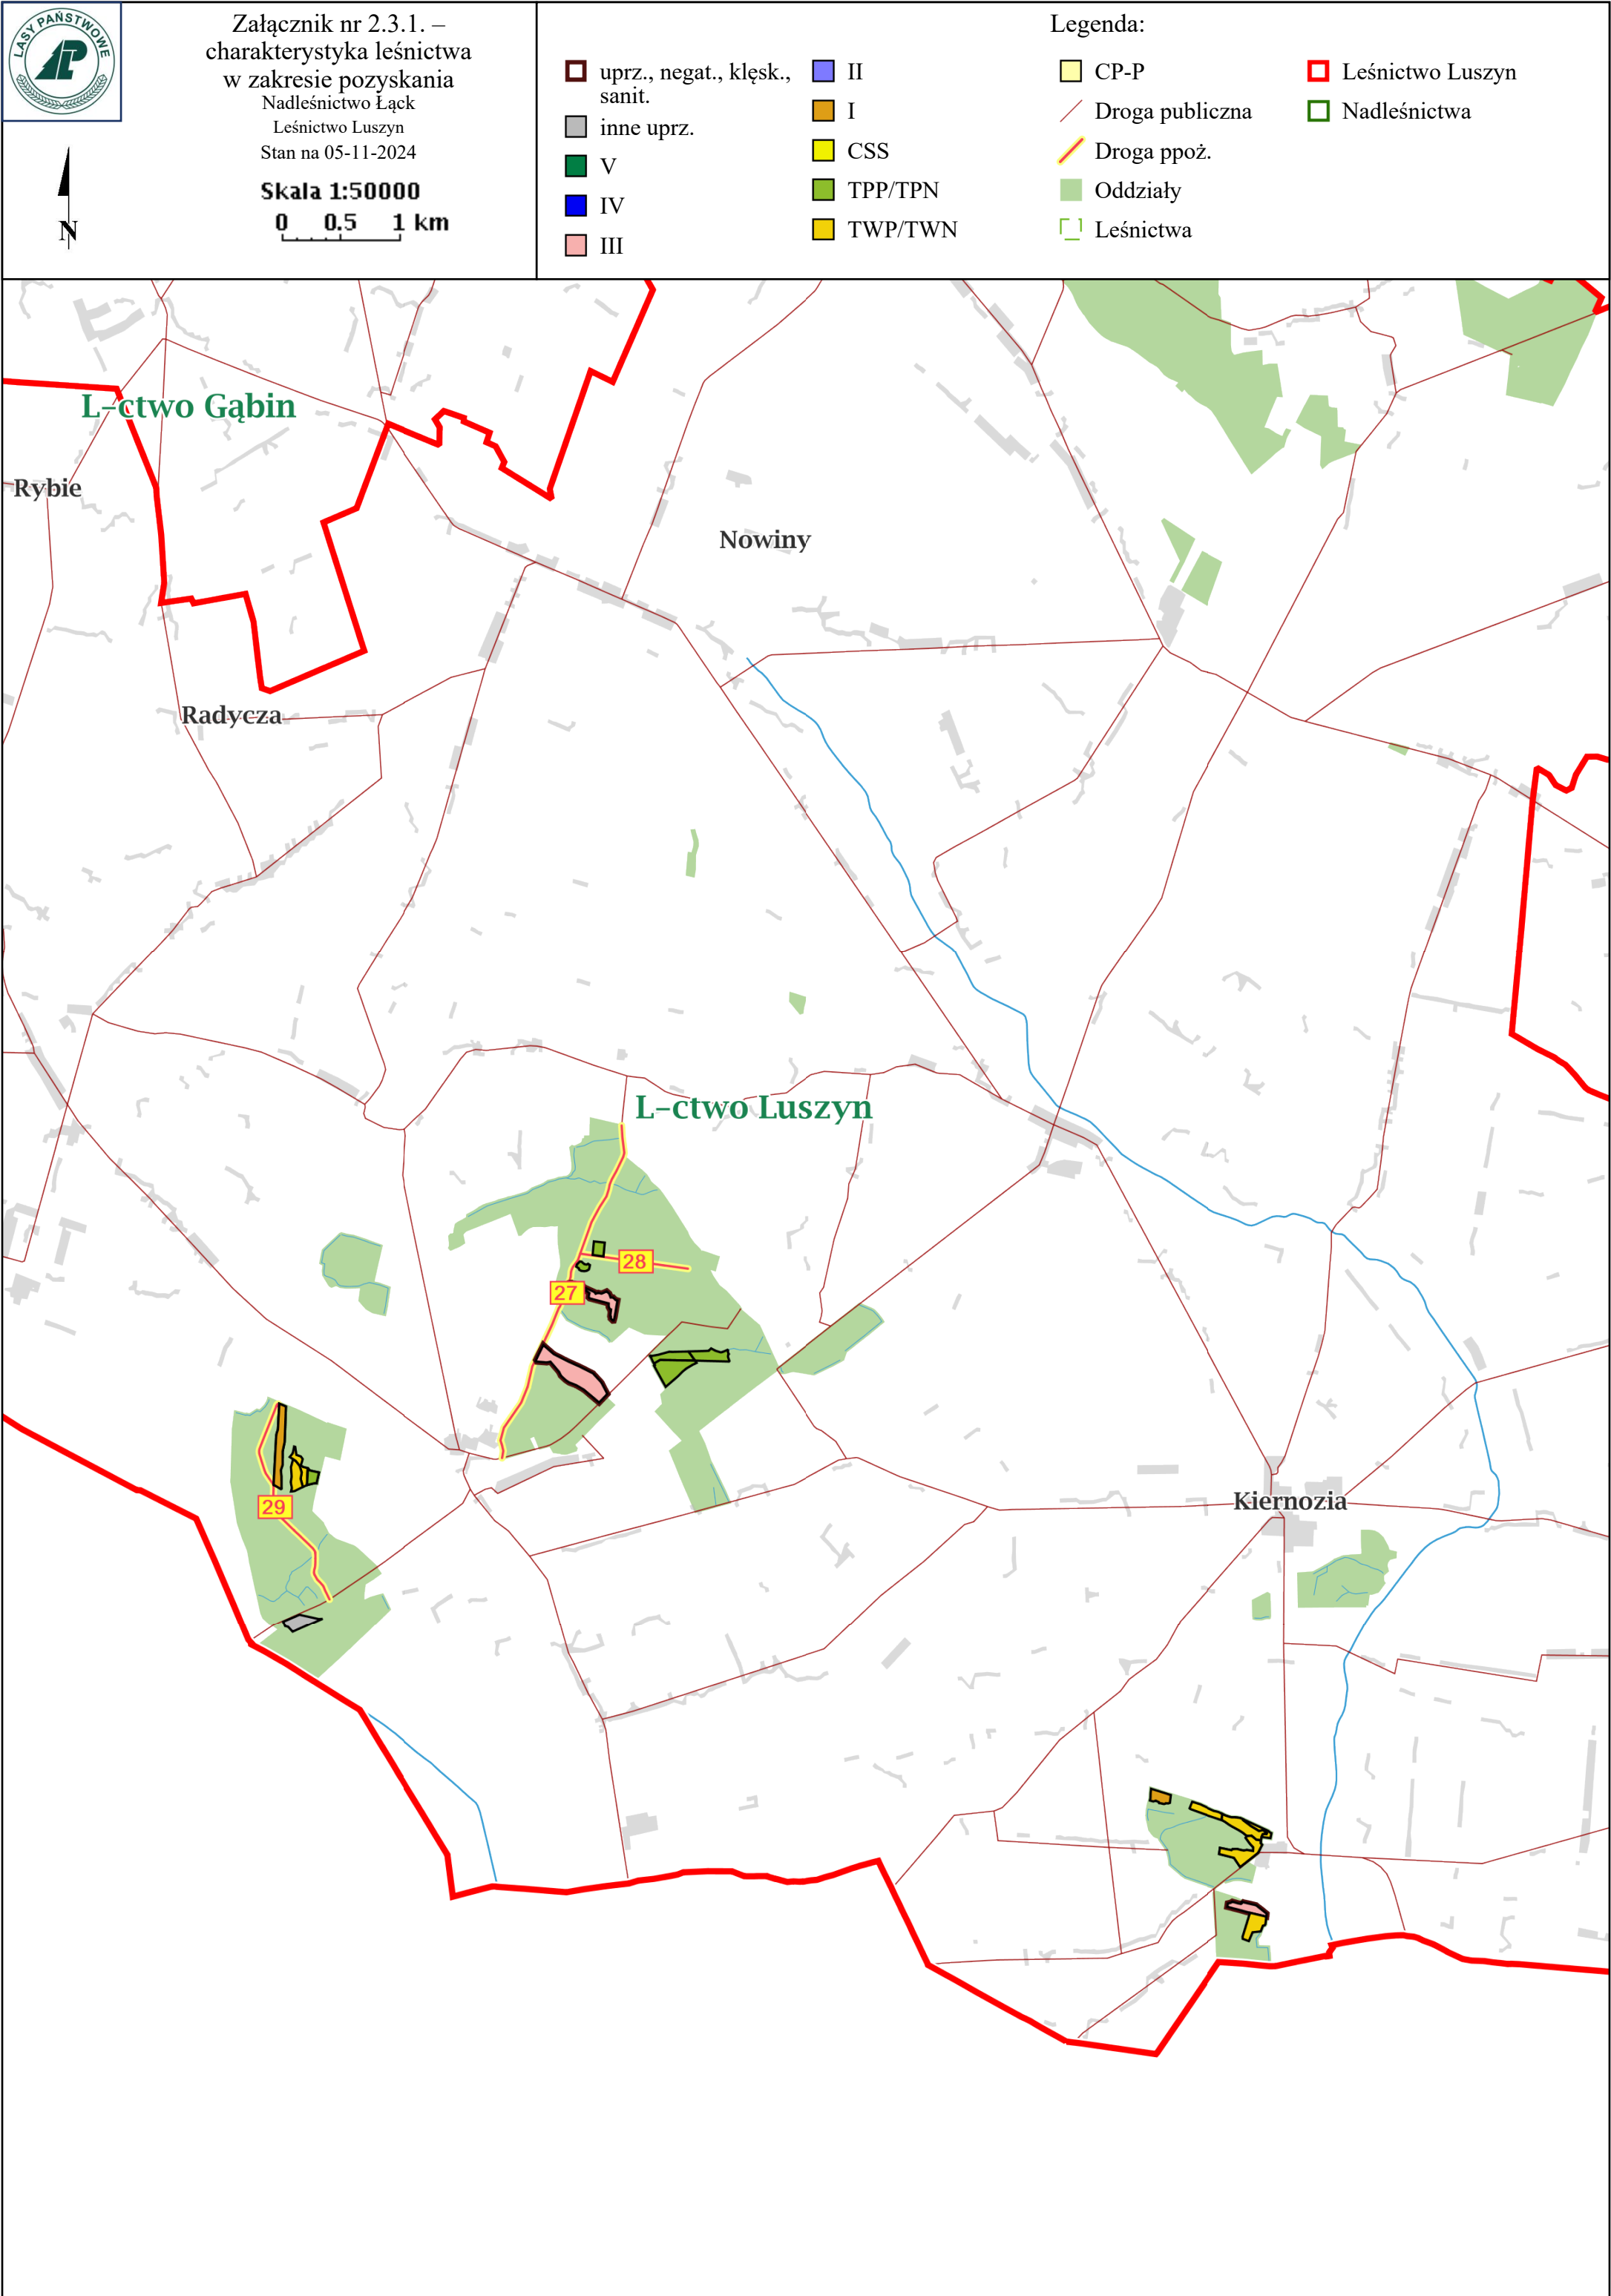 LASY PAŃSTWOWE
Załącznik nr 2.3.1. –
charakterystyka leśnictwa
w zakresie pozyskania
Nadleśnictwo Łąck
Leśnictwo Luszyn
Stan na 05-11-2024
Skala 1:50000
0 0.5 1 km
N
Legenda:
uprz., negat., klęsk.,
sanit.
inne uprz.
V
IV
III
II
I
CSS
TPP/TPN
TWP/TWN
CP-P
Droga publiczna
Droga ppoż.
Oddziały
Leśnictwa
Leśnictwo Luszyn
Nadleśnictwa
L-ctwo Gąbin
Rybie
Nowiny
Radycza
L-ctwo Luszyn
28
27
29
Kiernozia